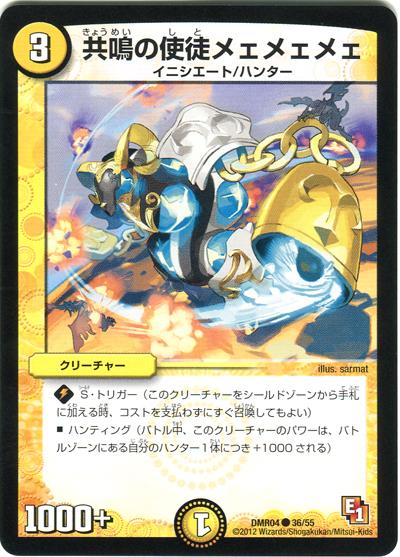 3
きょうめい しと
共鳴の使徒メェメェメェ
イニシエート/ハンター
クリーチャー
illus. sarmat
S・トリガー（このクリーチャーをシールドゾーンから手札
に加える時、コストを支払わずにすぐ召喚してもよい）
■ ハンティング（バトル中、このクリーチャーのパワーは、バト
ルゾーンにある自分のハンター1体につき+1000される）
1000+
1
DMR04 ● 36/55
©2012 Wizards/Shogakukan/Mitsui-Kids
E1